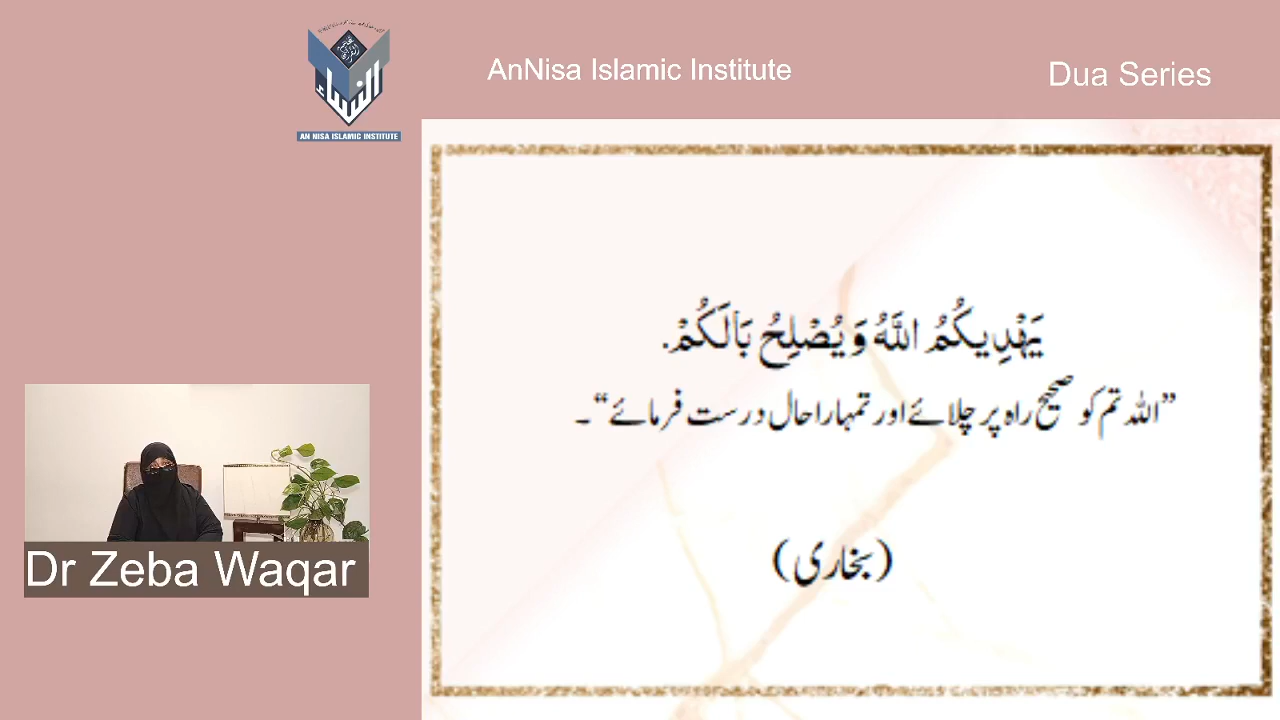 النساء
AN NISA ISLAMIC INSTITUTE
AnNisa Islamic Institute
Dua Series
يَهْدِيكُمُ اللَّهُ وَيُصْلِحُ بَالَكُمْ.
”اللہ تم کو صحیح راہ پر چلائے اور تمہارا حال درست فرمائے“۔
(بخاری)
Dr Zeba Waqar